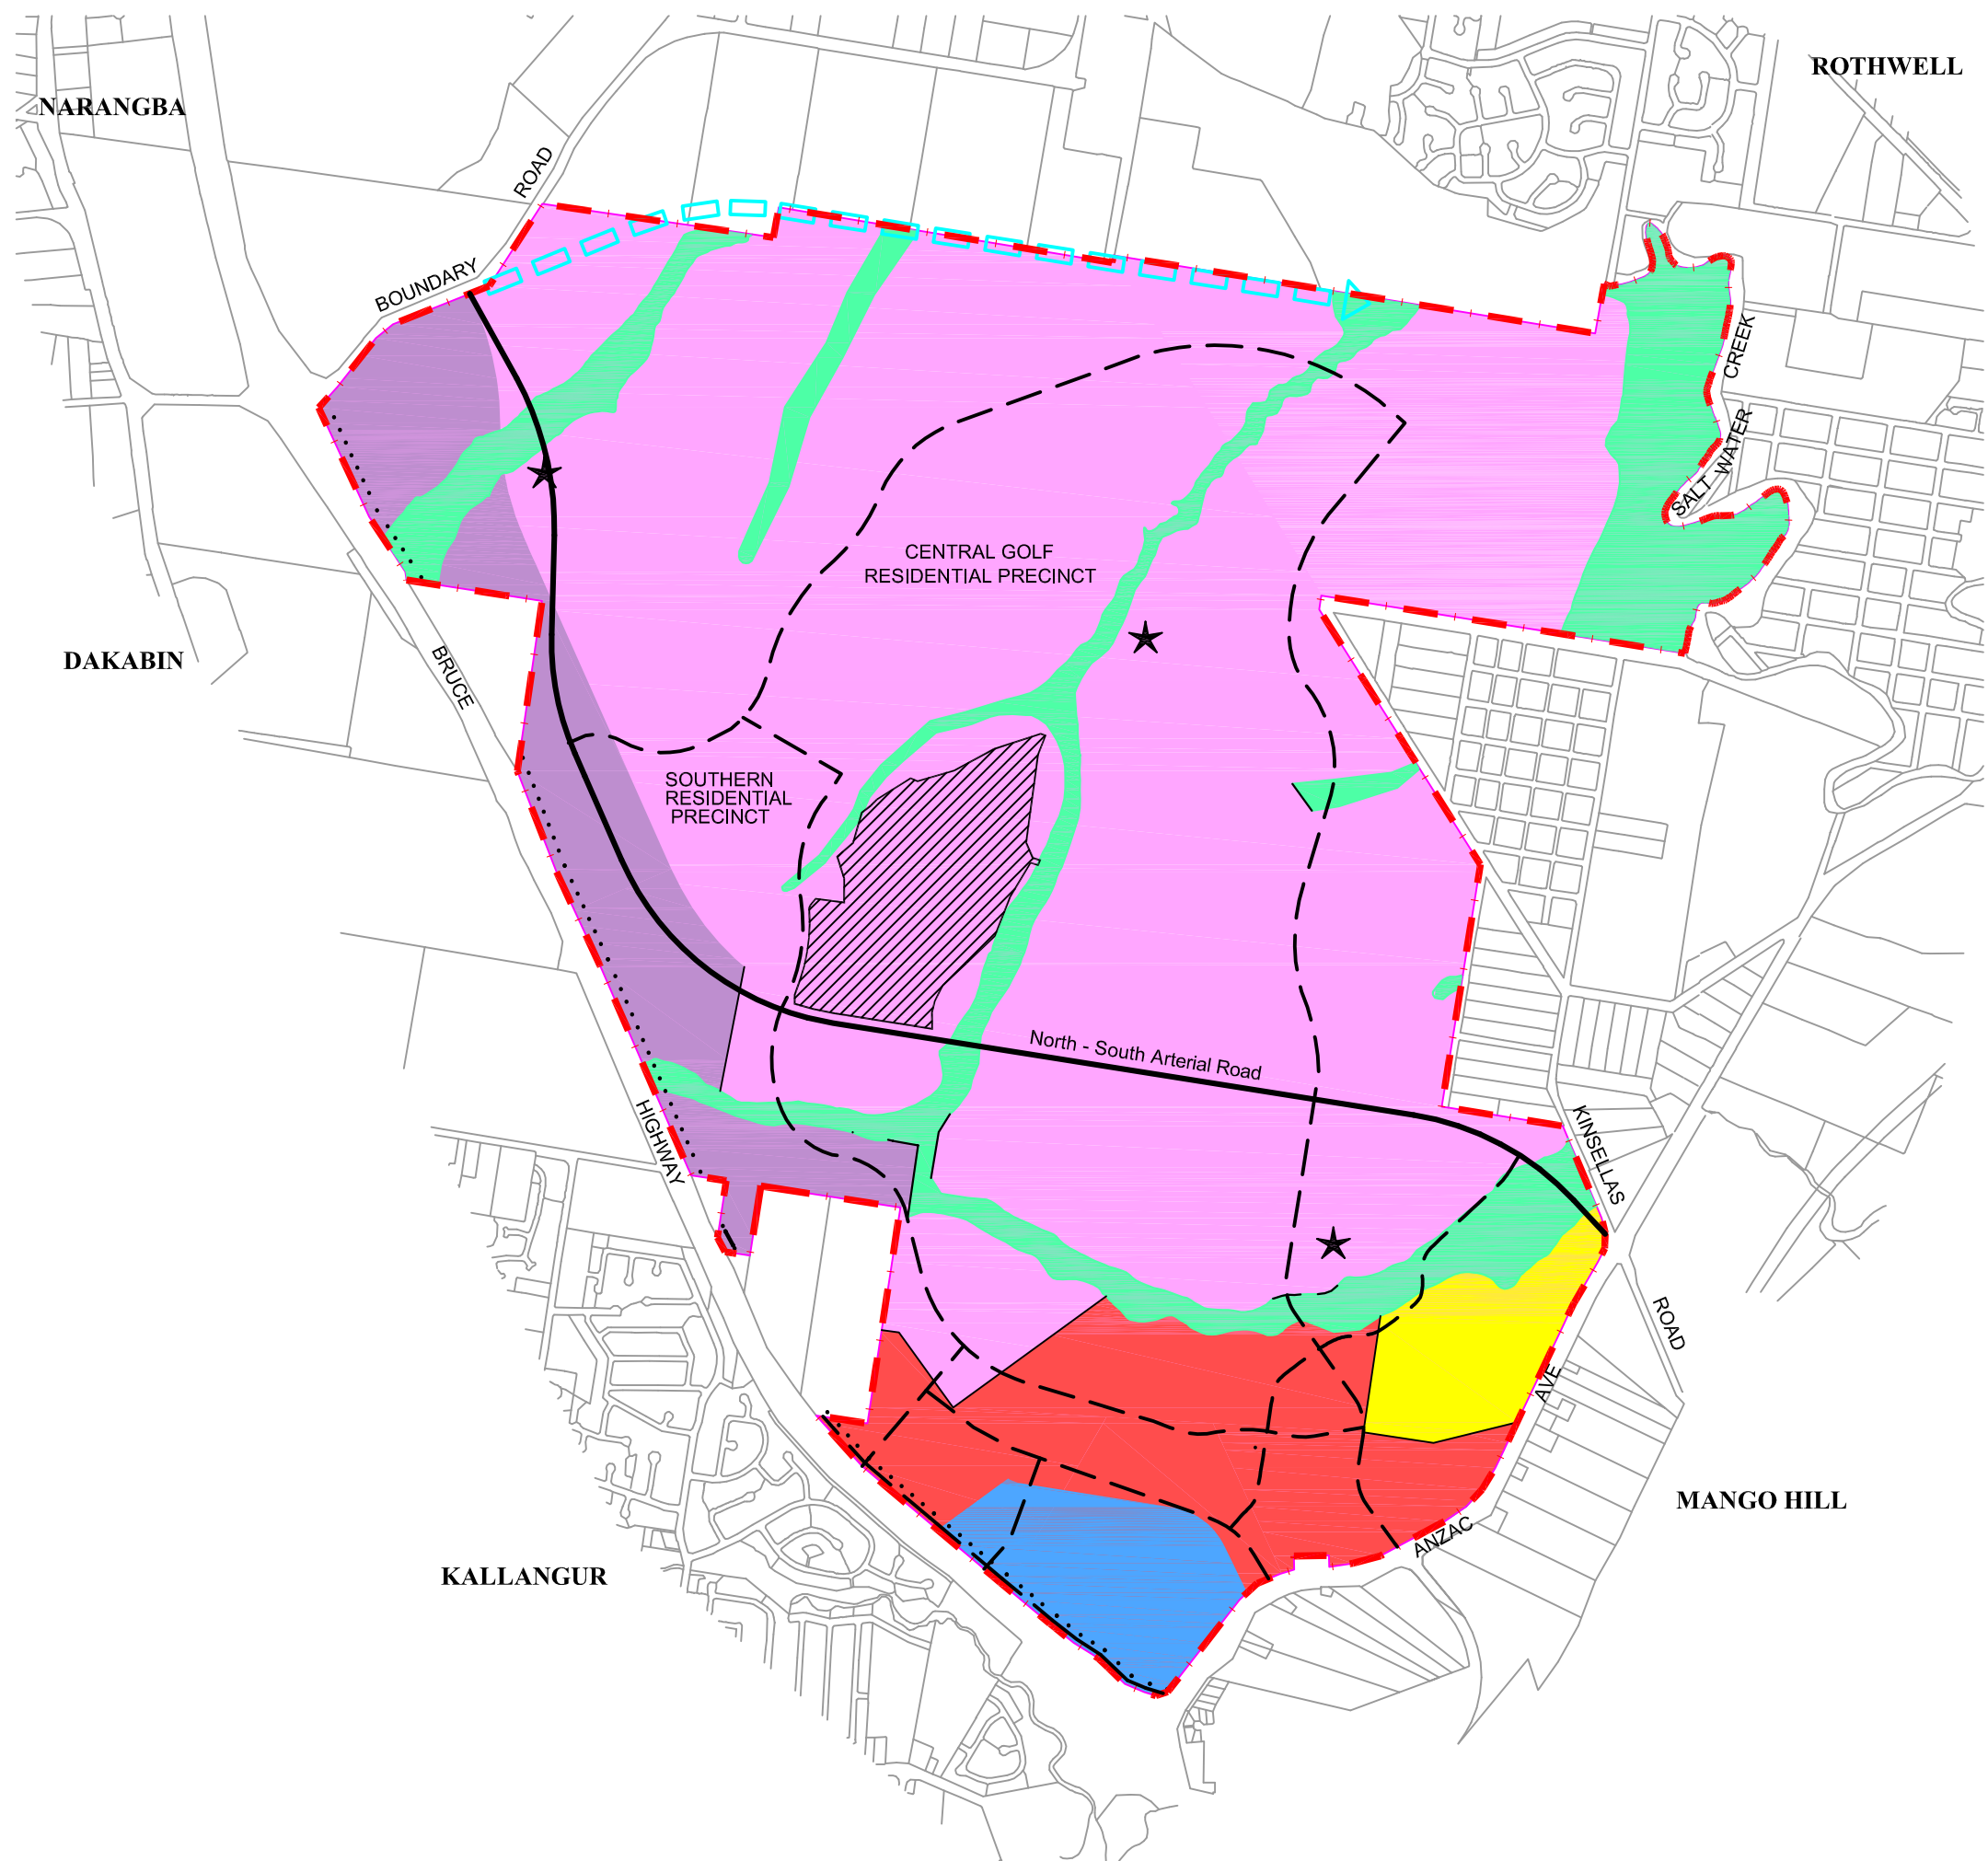 ROTHWELL
NARANGBA
ROAD
BOUNDARY
CREEK
SALT WATER
CENTRAL GOLF
RESIDENTIAL PRECINCT
DAKABIN
BRUCE
SOUTHERN
RESIDENTIAL
PRECINCT
North - South Arterial Road
HIGHWAY
KINSELLAS
ROAD
AVE
ANZAC
MANGO HILL
KALLANGUR